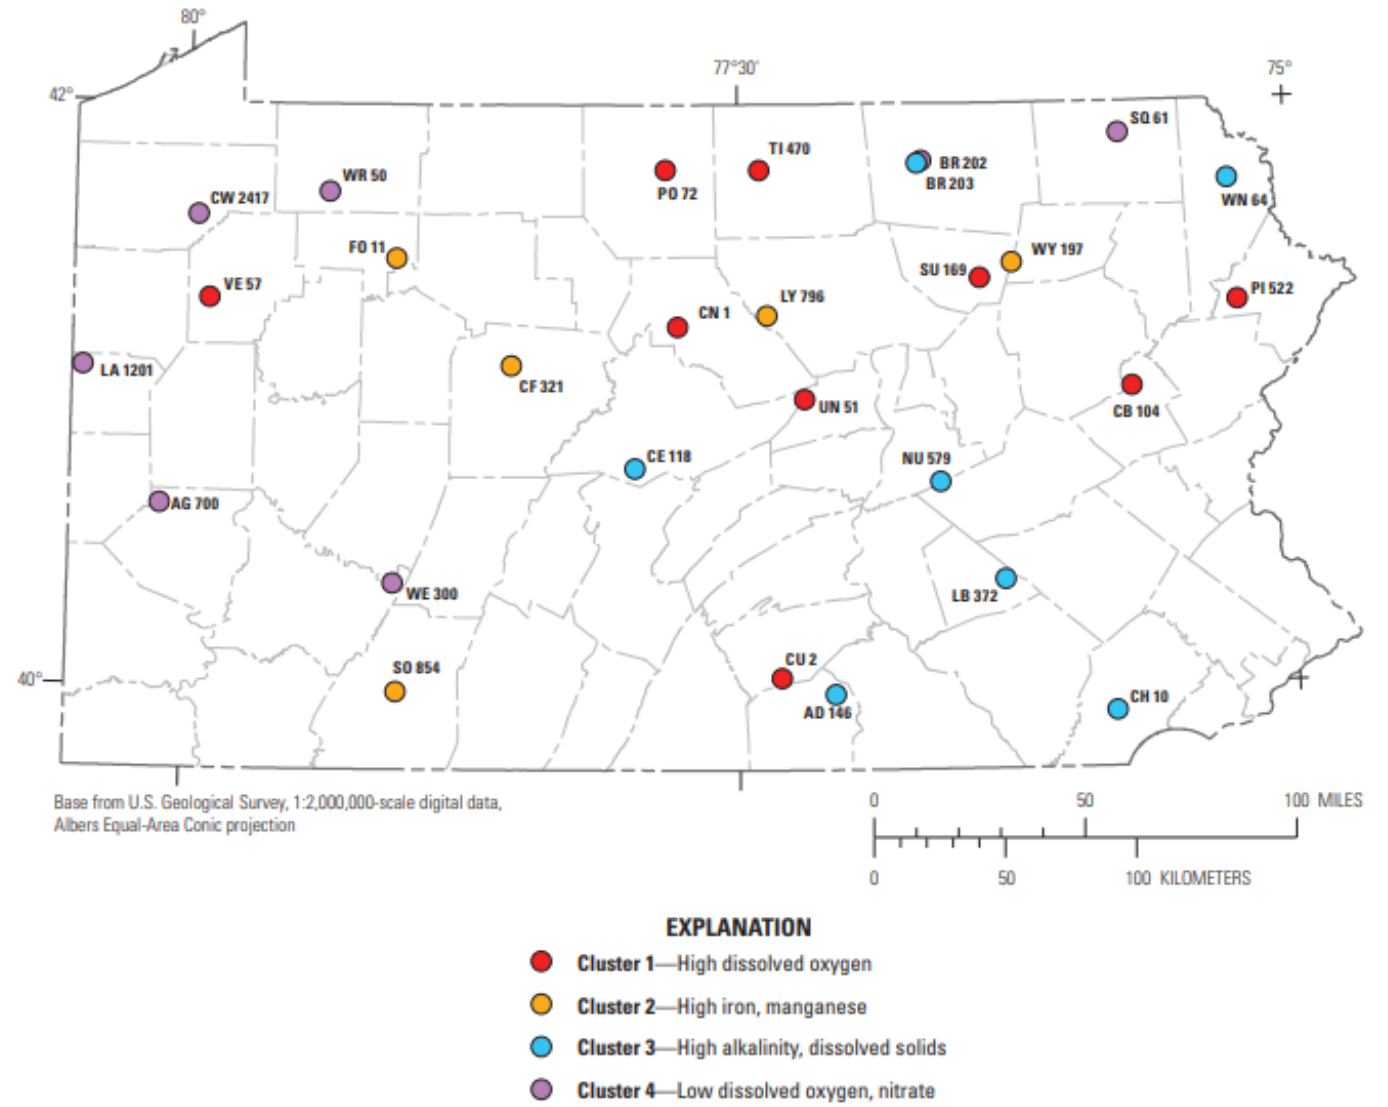 80°
77°30'
75°
42°
SQ 61
TI 470
BR 202
BR 203
WR 50
PO 72
CW 2417
WN 64
FO 11
WY 197
SU 169
VE 57
PI 522
LY 796
CN 1
LA 1201
CF 321
UN 51
CB 104
CE 118
NU 579
AG 700
WE 300
LB 372
CU 2
SO 854
40°
CH 10
AD 146
Base from U.S. Geological Survey, 1:2,000,000-scale digital data,
Albers Equal-Area Conic projection
0 50 100 MILES
0 50 100 KILOMETERS
EXPLANATION
Cluster 1—High dissolved oxygen
Cluster 2—High iron, manganese
Cluster 3—High alkalinity, dissolved solids
Cluster 4—Low dissolved oxygen, nitrate